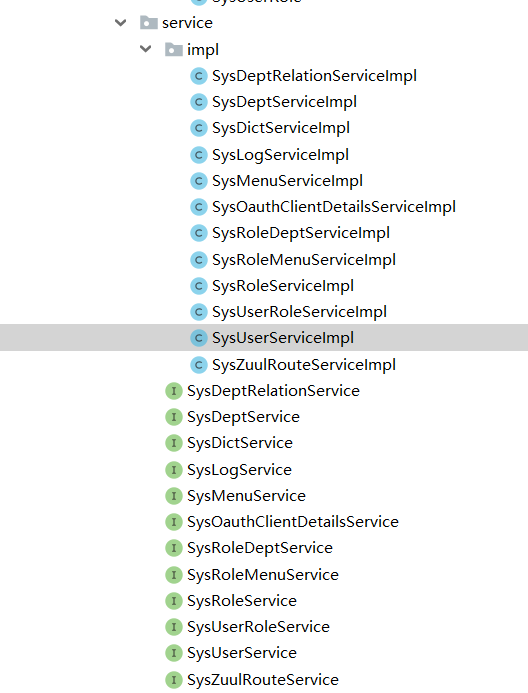 SysUserRole
service
impl
C SysDeptRelationServiceImpl
C SysDeptServiceImpl
C SysDictServiceImpl
C SysLogServiceImpl
C SysMenuServiceImpl
C SysOauthClientDetailsServiceImpl
C SysRoleDeptServiceImpl
C SysRoleMenuServiceImpl
C SysRoleServiceImpl
C SysUserRoleServiceImpl
C SysUserServiceImpl
C SysZuulRouteServiceImpl
I SysDeptRelationService
I SysDeptService
I SysDictService
I SysLogService
I SysMenuService
I SysOauthClientDetailsService
I SysRoleDeptService
I SysRoleMenuService
I SysRoleService
I SysUserRoleService
I SysUserService
I SysZuulRouteService